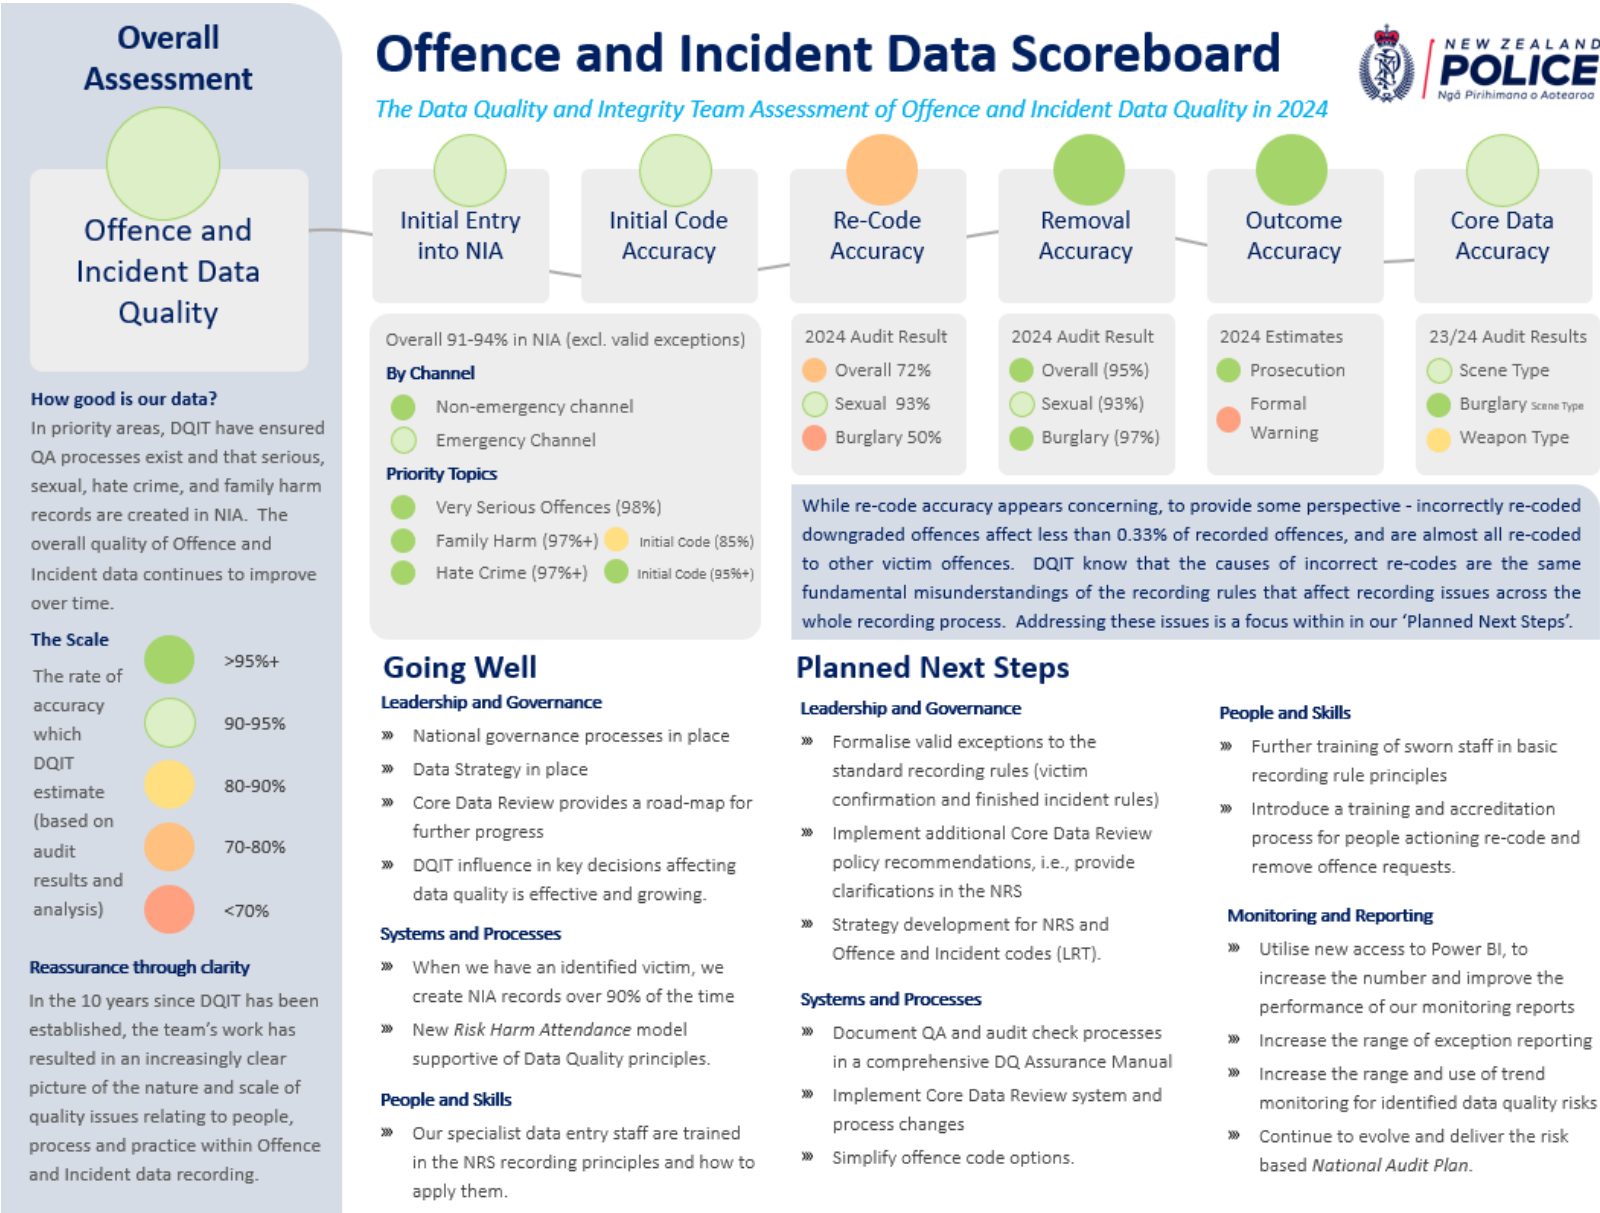 Overall
Assessment
Offence and
Incident Data
Quality
How good is our data?
In priority areas, DQIT have ensured
QA processes exist and that serious,
sexual, hate crime, and family harm
records are created in NIA.  The
overall quality of Offence and
Incident data continues to improve
over time.
The Scale
The rate of
accuracy
which
DQIT
estimate
(based on
audit
results and
analysis)
>95%+
90-95%
80-90%
70-80%
<70%
Reassurance through clarity
In the 10 years since DQIT has been
established, the team's work has
resulted in an increasingly clear
picture of the nature and scale of
quality issues relating to people,
process and practice within Offence
and Incident data recording.
Offence and Incident Data Scoreboard
The Data Quality and Integrity Team Assessment of Offence and Incident Data Quality in 2024
NEW ZEALAND
POLICE
Ngā Pirihimana o Aotearoa
Initial Entry
into NIA
Initial Code
Accuracy
Re-Code
Accuracy
Removal
Accuracy
Outcome
Accuracy
Core Data
Accuracy
Overall 91-94% in NIA (excl. valid exceptions)
By Channel
Non-emergency channel
Emergency Channel
Priority Topics
Very Serious Offences (98%)
Family Harm (97%+) Initial Code (85%)
Hate Crime (97%+) Initial Code (95%+)
2024 Audit Result
Overall 72%
Sexual  93%
Burglary 50%
2024 Audit Result
Overall (95%)
Sexual (93%)
Burglary (97%)
2024 Estimates
Prosecution
Formal
Warning
23/24 Audit Results
Scene Type
Burglary Scene Type
Weapon Type
While re-code accuracy appears concerning, to provide some perspective - incorrectly re-coded
downgraded offences affect less than 0.33% of recorded offences, and are almost all re-coded
to other victim offences.  DQIT know that the causes of incorrect re-codes are the same
fundamental misunderstandings of the recording rules that affect recording issues across the
whole recording process.  Addressing these issues is a focus within in our 'Planned Next Steps'.
Going Well
Leadership and Governance
National governance processes in place
Data Strategy in place
Core Data Review provides a road-map for
further progress
DQIT influence in key decisions affecting
data quality is effective and growing.
Systems and Processes
When we have an identified victim, we
create NIA records over 90% of the time
New Risk Harm Attendance model
supportive of Data Quality principles.
People and Skills
Our specialist data entry staff are trained
in the NRS recording principles and how to
apply them.
Planned Next Steps
Leadership and Governance
Formalise valid exceptions to the
standard recording rules (victim
confirmation and finished incident rules)
Implement additional Core Data Review
policy recommendations, i.e., provide
clarifications in the NRS
Strategy development for NRS and
Offence and Incident codes (LRT).
Systems and Processes
Document QA and audit check processes
in a comprehensive DQ Assurance Manual
Implement Core Data Review system and
process changes
Simplify offence code options.
People and Skills
Further training of sworn staff in basic
recording rule principles
Introduce a training and accreditation
process for people actioning re-code and
remove offence requests.
Monitoring and Reporting
Utilise new access to Power BI, to
increase the number and improve the
performance of our monitoring reports
Increase the range of exception reporting
Increase the range and use of trend
monitoring for identified data quality risks
Continue to evolve and deliver the risk
based National Audit Plan.